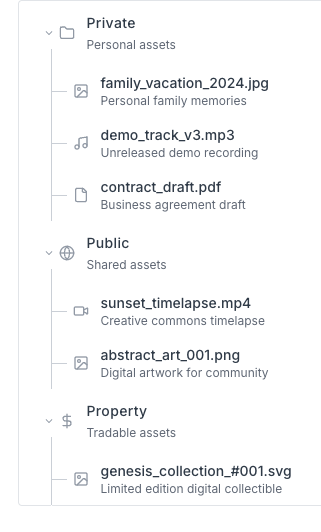 Private
Personal assets
family_vacation_2024.jpg
Personal family memories
demo_track_v3.mp3
Unreleased demo recording
contract_draft.pdf
Business agreement draft
Public
Shared assets
sunset_timelapse.mp4
Creative commons timelapse
abstract_art_001.png
Digital artwork for community
Property
Tradable assets
genesis_collection_#001.svg
Limited edition digital collectible